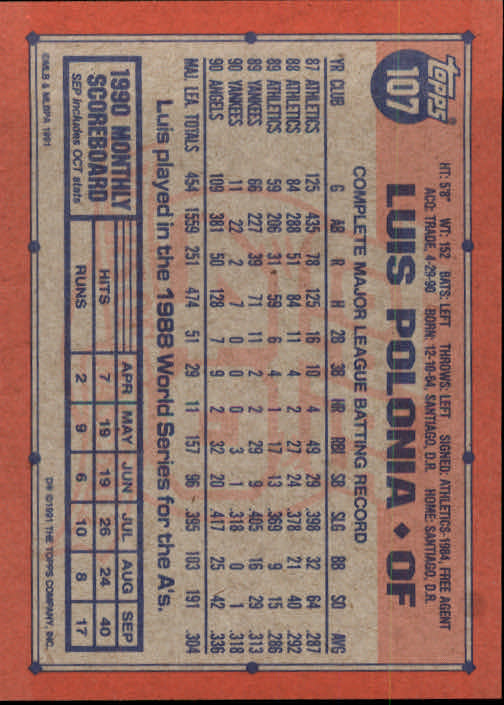 TOPPS
107
LUIS POLONIA ◆ OF
HT: 5'8" WT: 152 BATS: LEFT THROWS: LEFT SIGNED: ATHLETICS-1984, FREE AGENT
ACQ: TRADE, 4-29-90 BORN: 12-10-64, SANTIAGO, D.R. HOME: SANTIAGO, D.R.
COMPLETE MAJOR LEAGUE BATTING RECORD
YR CLUB G AB R H 2B 3B HR RBI SB SLG BB SO AVG
87 ATHLETICS 125 435 78 125 16 10 4 49 29 .398 32 64 .287
88 ATHLETICS 84 288 51 84 11 4 2 27 24 .378 21 40 .292
89 ATHLETICS 59 206 31 59 6 4 1 17 13 .369 9 15 .286
89 YANKEES 66 227 39 71 11 2 2 29 9 .405 16 29 .313
90 YANKEES 11 22 2 7 0 0 0 3 1 .318 0 1 .318
90 ANGELS 109 381 50 128 7 9 2 32 20 .417 25 42 .336
MAJ. LEA. TOTALS 454 1559 251 474 51 29 11 157 96 .395 103 191 .304
Luis played in the 1988 World Series for the A's.
1990 MONTHLY
SCOREBOARD
SEP includes OCT stats
APR MAY JUN JUL AUG SEP
HITS 7 19 19 26 24 40
RUNS 2 9 6 10 8 17
©MLB & MLBPA 1991
D* ©1991 THE TOPPS COMPANY, INC.